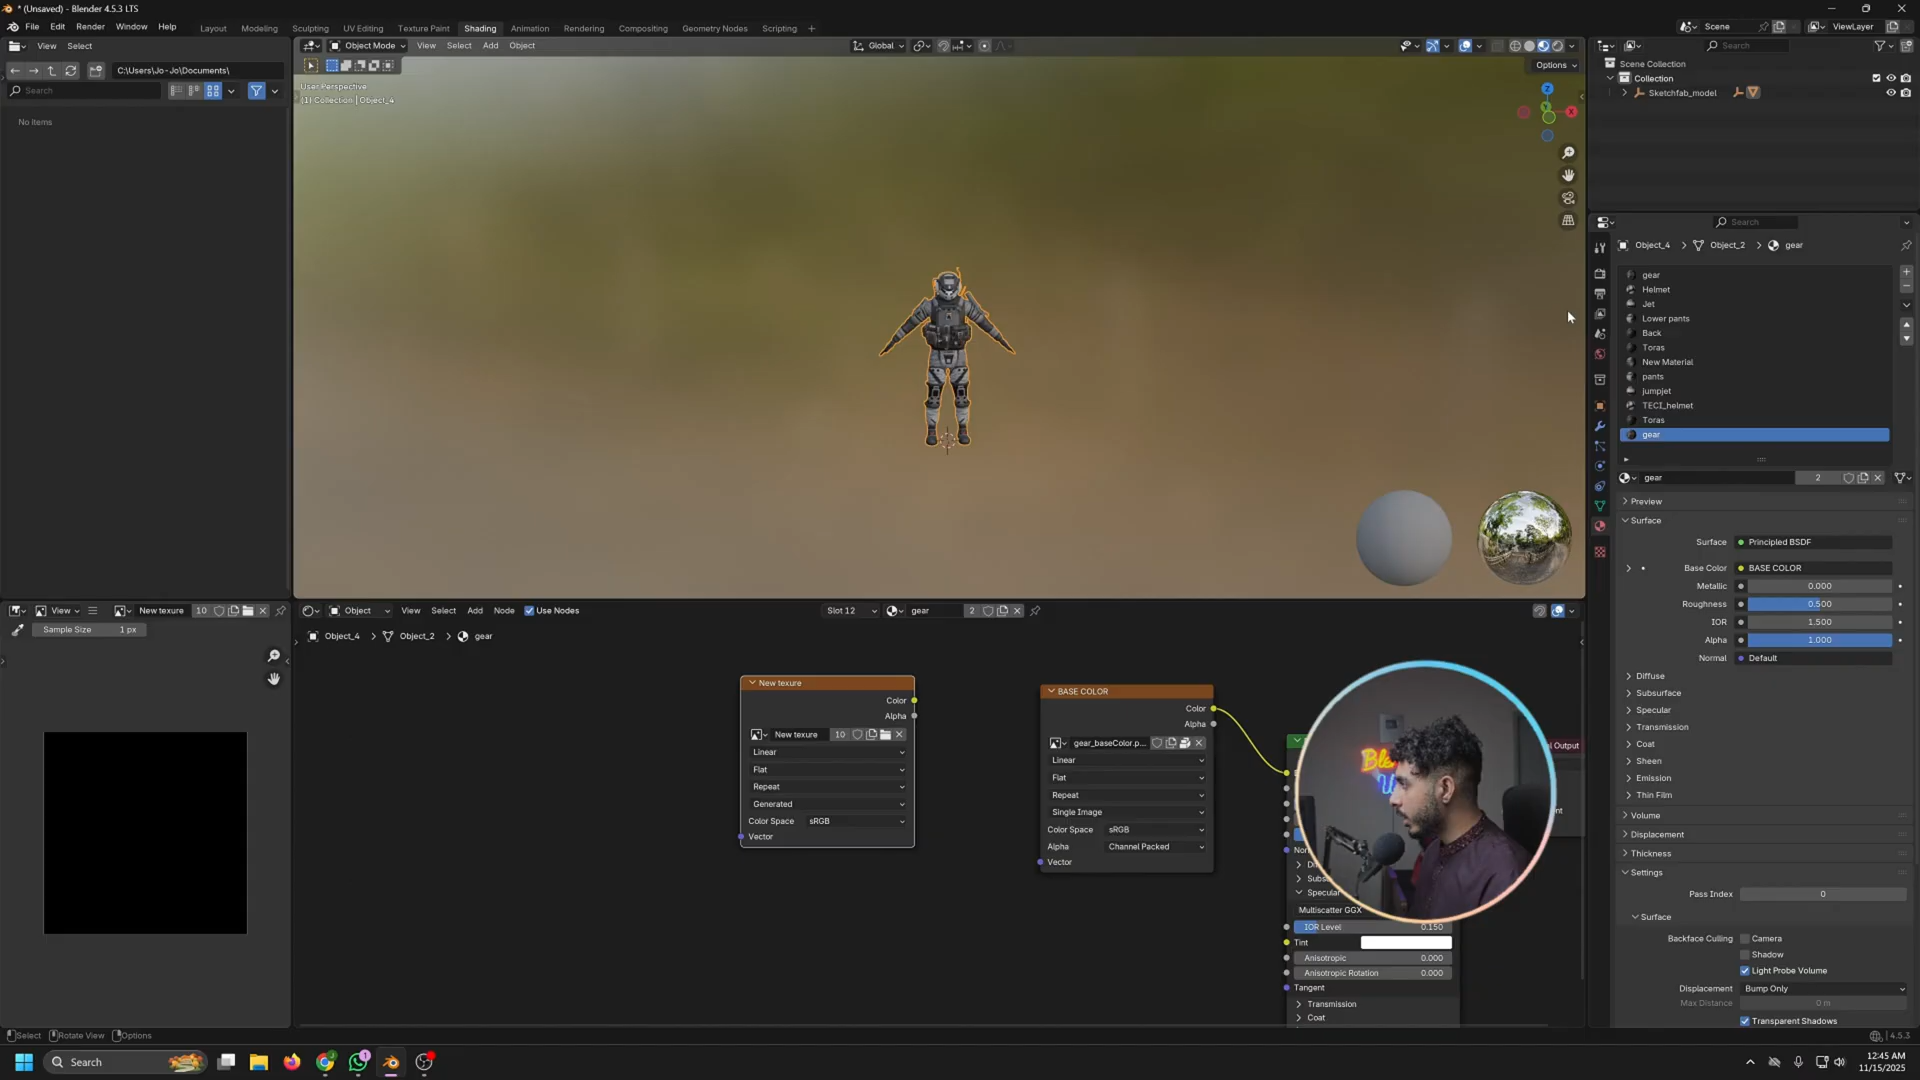 * (Unsaved) - Blender 4.5.3 LTS
File Edit Render Window Help
Layout Modeling Sculpting UV Editing Texture Paint Shading Animation Rendering Compositing Geometry Nodes Scripting +
Scene
ViewLayer
View Select
Object Mode View Select Add Object
Global
Search
C:\Users\Jo-Jo\Documents\
Search
Options
No items
User Perspective
(1) Collection | Object_4
Z
Y
X
Scene Collection
Collection
Sketchfab_model
Search
Object_4 > Object_2 > gear
gear
Helmet
Jet
Lower pants
Back
Toras
New Material
pants
jumpjet
TECI_helmet
Toras
gear
gear 2
Preview
Surface
Surface Principled BSDF
Base Color BASE COLOR
Metallic 0.000
Roughness 0.500
IOR 1.500
Alpha 1.000
Normal Default
Diffuse
Subsurface
Specular
Transmission
Coat
Sheen
Emission
Thin Film
Volume
Displacement
Thickness
Settings
Pass Index 0
Surface
Backface Culling Camera
Shadow
Light Probe Volume
Displacement Bump Only
Max Distance 0 m
Transparent Shadows
View New texure 10
Sample Size 1 px
Object View Select Add Node Use Nodes
Slot 12 gear 2
Object_4 > Object_2 > gear
New texure
Color
Alpha
New texure 10
Linear
Flat
Repeat
Generated
Color Space sRGB
Vector
BASE COLOR
Color
Alpha
gear_baseColor.p...
Linear
Flat
Repeat
Single Image
Color Space sRGB
Alpha Channel Packed
Vector
Output
Multiscatter GGX
IOR Level 0.150
Tint
Anisotropic 0.000
Anisotropic Rotation 0.000
Tangent
Transmission
Coat
Select Rotate View Options
4.5.3
Search
1
12:45 AM
11/15/2025